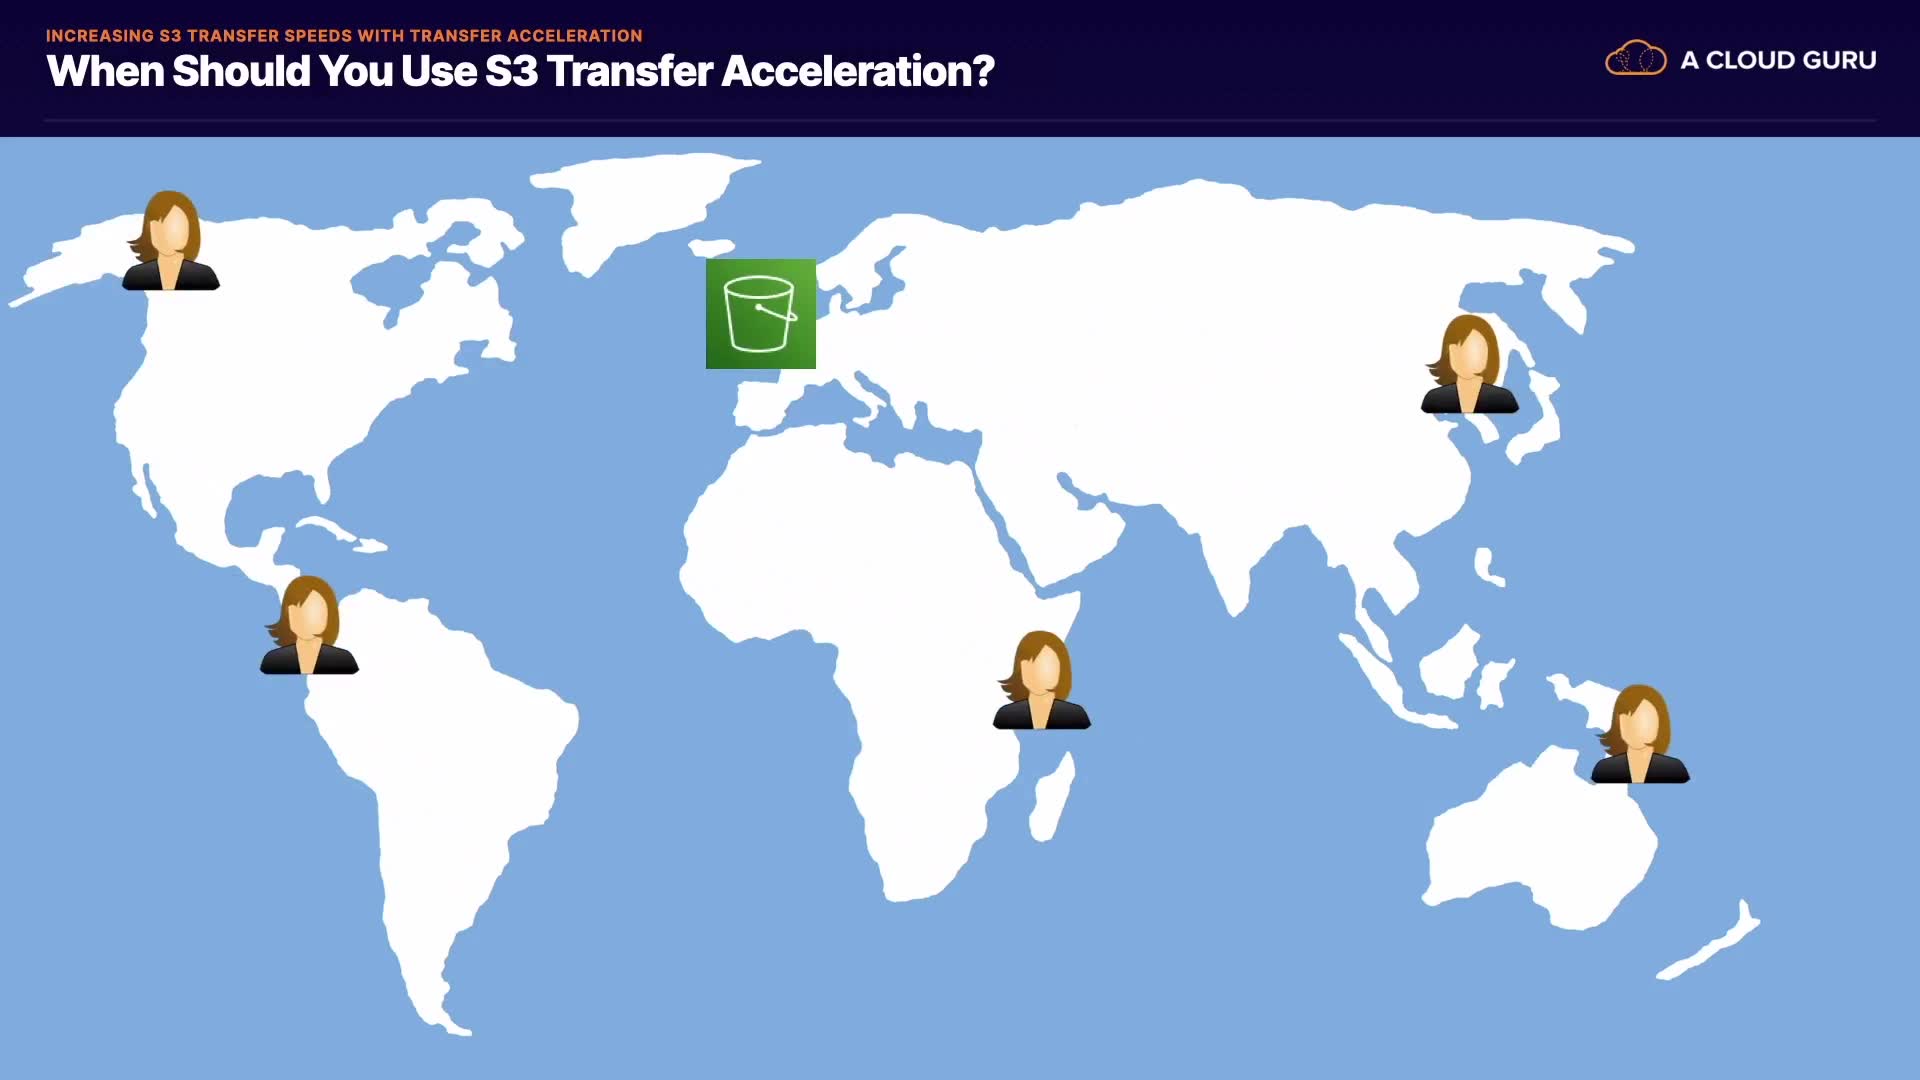 INCREASING S3 TRANSFER SPEEDS WITH TRANSFER ACCELERATION
When Should You Use S3 Transfer Acceleration?
A CLOUD GURU